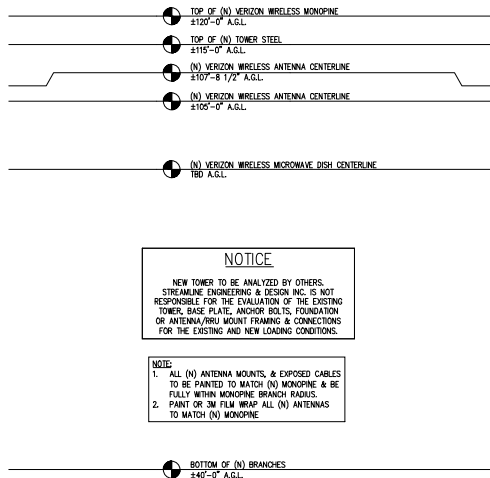 TOP OF (N) VERIZON WIRELESS MONOPINE
±120'-0" A.G.L.
TOP OF (N) TOWER STEEL
±115'-0" A.G.L.
(N) VERIZON WIRELESS ANTENNA CENTERLINE
±107'-8 1/2" A.G.L.
(N) VERIZON WIRELESS ANTENNA CENTERLINE
±105'-0" A.G.L.
(N) VERIZON WIRELESS MICROWAVE DISH CENTERLINE
TBD A.G.L.
NOTICE
NEW TOWER TO BE ANALYZED BY OTHERS.
STREAMLINE ENGINEERING & DESIGN INC. IS NOT
RESPONSIBLE FOR THE EVALUATION OF THE EXISTING
TOWER, BASE PLATE, ANCHOR BOLTS, FOUNDATION
OR ANTENNA/RRU MOUNT FRAMING & CONNECTIONS
FOR THE EXISTING AND NEW LOADING CONDITIONS.
NOTE:
1. ALL (N) ANTENNA MOUNTS, & EXPOSED CABLES
TO BE PAINTED TO MATCH (N) MONOPINE & BE
FULLY WITHIN MONOPINE BRANCH RADIUS.
2. PAINT OR 3M FILM WRAP ALL (N) ANTENNAS
TO MATCH (N) MONOPINE
BOTTOM OF (N) BRANCHES
±40'-0" A.G.L.